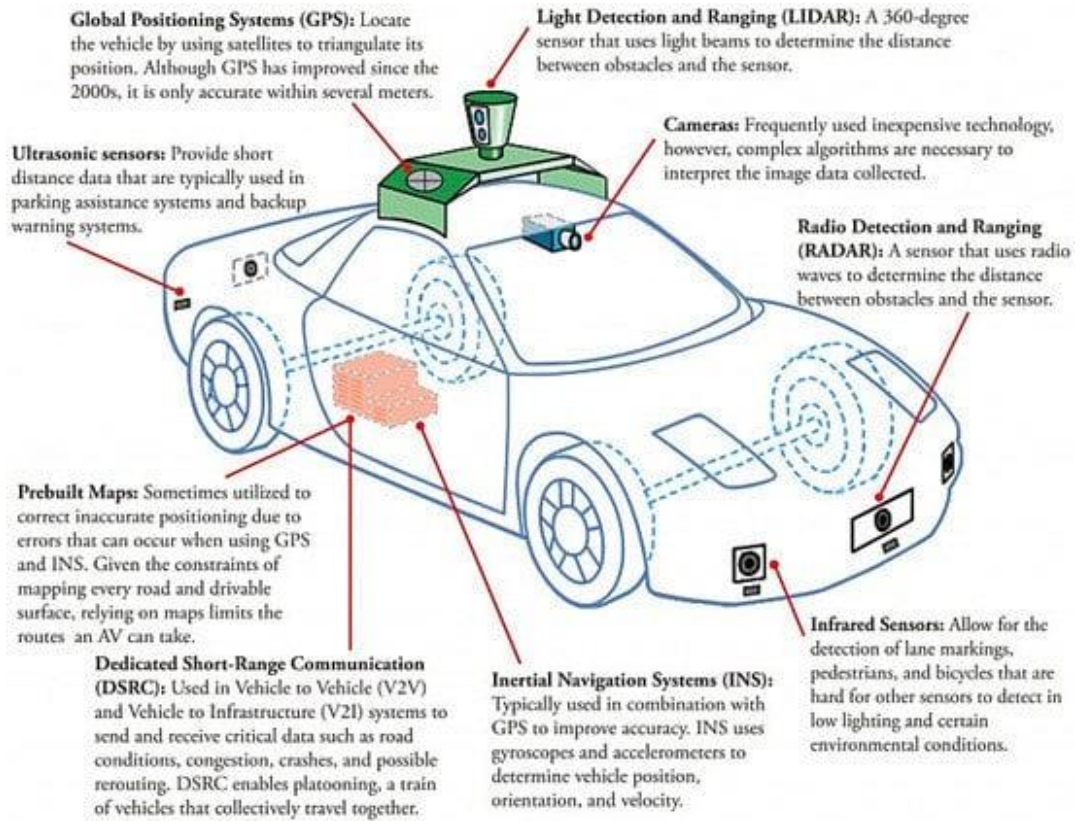 Global Positioning Systems (GPS): Locate
the vehicle by using satellites to triangulate its
position. Although GPS has improved since the
2000s, it is only accurate within several meters.
Light Detection and Ranging (LIDAR): A 360-degree
sensor that uses light beams to determine the distance
between obstacles and the sensor.
Cameras: Frequently used inexpensive technology,
however, complex algorithms are necessary to
interpret the image data collected.
Ultrasonic sensors: Provide short
distance data that are typically used in
parking assistance systems and backup
warning systems.
Radio Detection and Ranging
(RADAR): A sensor that uses radio
waves to determine the distance
between obstacles and the sensor.
Prebuilt Maps: Sometimes utilized to
correct inaccurate positioning due to
errors that can occur when using GPS
and INS. Given the constraints of
mapping every road and drivable
surface, relying on maps limits the
routes an AV can take.
Dedicated Short-Range Communication
(DSRC): Used in Vehicle to Vehicle (V2V)
and Vehicle to Infrastructure (V2I) systems to
send and receive critical data such as road
conditions, congestion, crashes, and possible
rerouting. DSRC enables platooning, a train
of vehicles that collectively travel together.
Inertial Navigation Systems (INS):
Typically used in combination with
GPS to improve accuracy. INS uses
gyroscopes and accelerometers to
determine vehicle position,
orientation, and velocity.
Infrared Sensors: Allow for the
detection of lane markings,
pedestrians, and bicycles that are
hard for other sensors to detect in
low lighting and certain
environmental conditions.